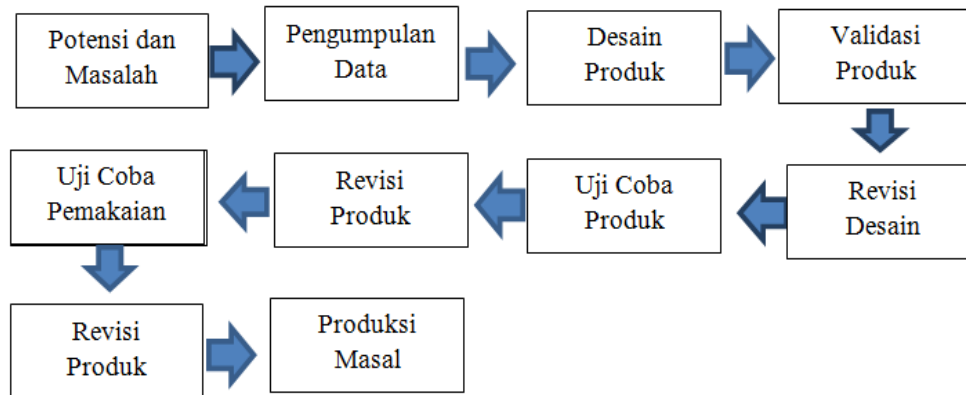 Potensi dan
Masalah
Pengumpulan
Data
Desain
Produk
Validasi
Produk
Revisi
Desain
Uji Coba
Produk
Revisi
Produk
Uji Coba
Pemakaian
Revisi
Produk
Produksi
Masal